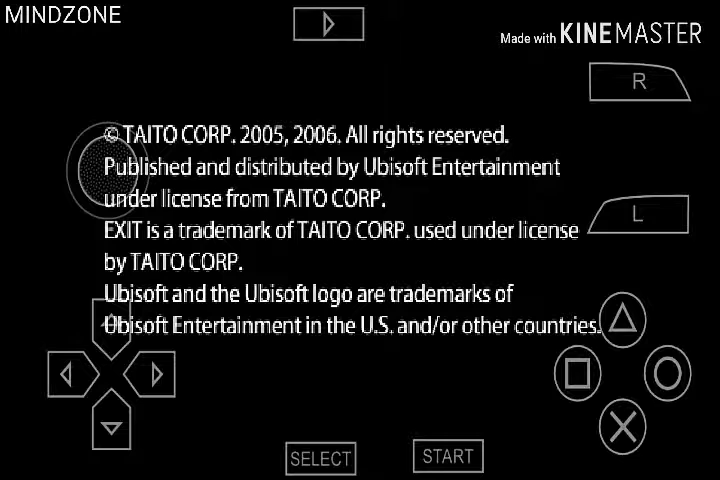 MINDZONE
Made with KINEMASTER
R
© TAITO CORP. 2005, 2006. All rights reserved.
Published and distributed by Ubisoft Entertainment
under license from TAITO CORP.
L
EXIT is a trademark of TAITO CORP. used under license
by TAITO CORP.
Ubisoft and the Ubisoft logo are trademarks of
Ubisoft Entertainment in the U.S. and/or other countries.
SELECT
START